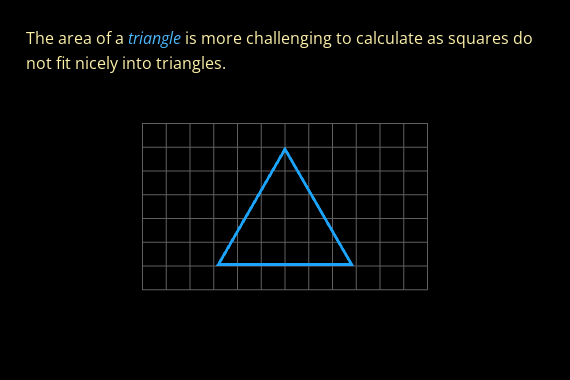 The area of a triangle is more challenging to calculate as squares do
not fit nicely into triangles.